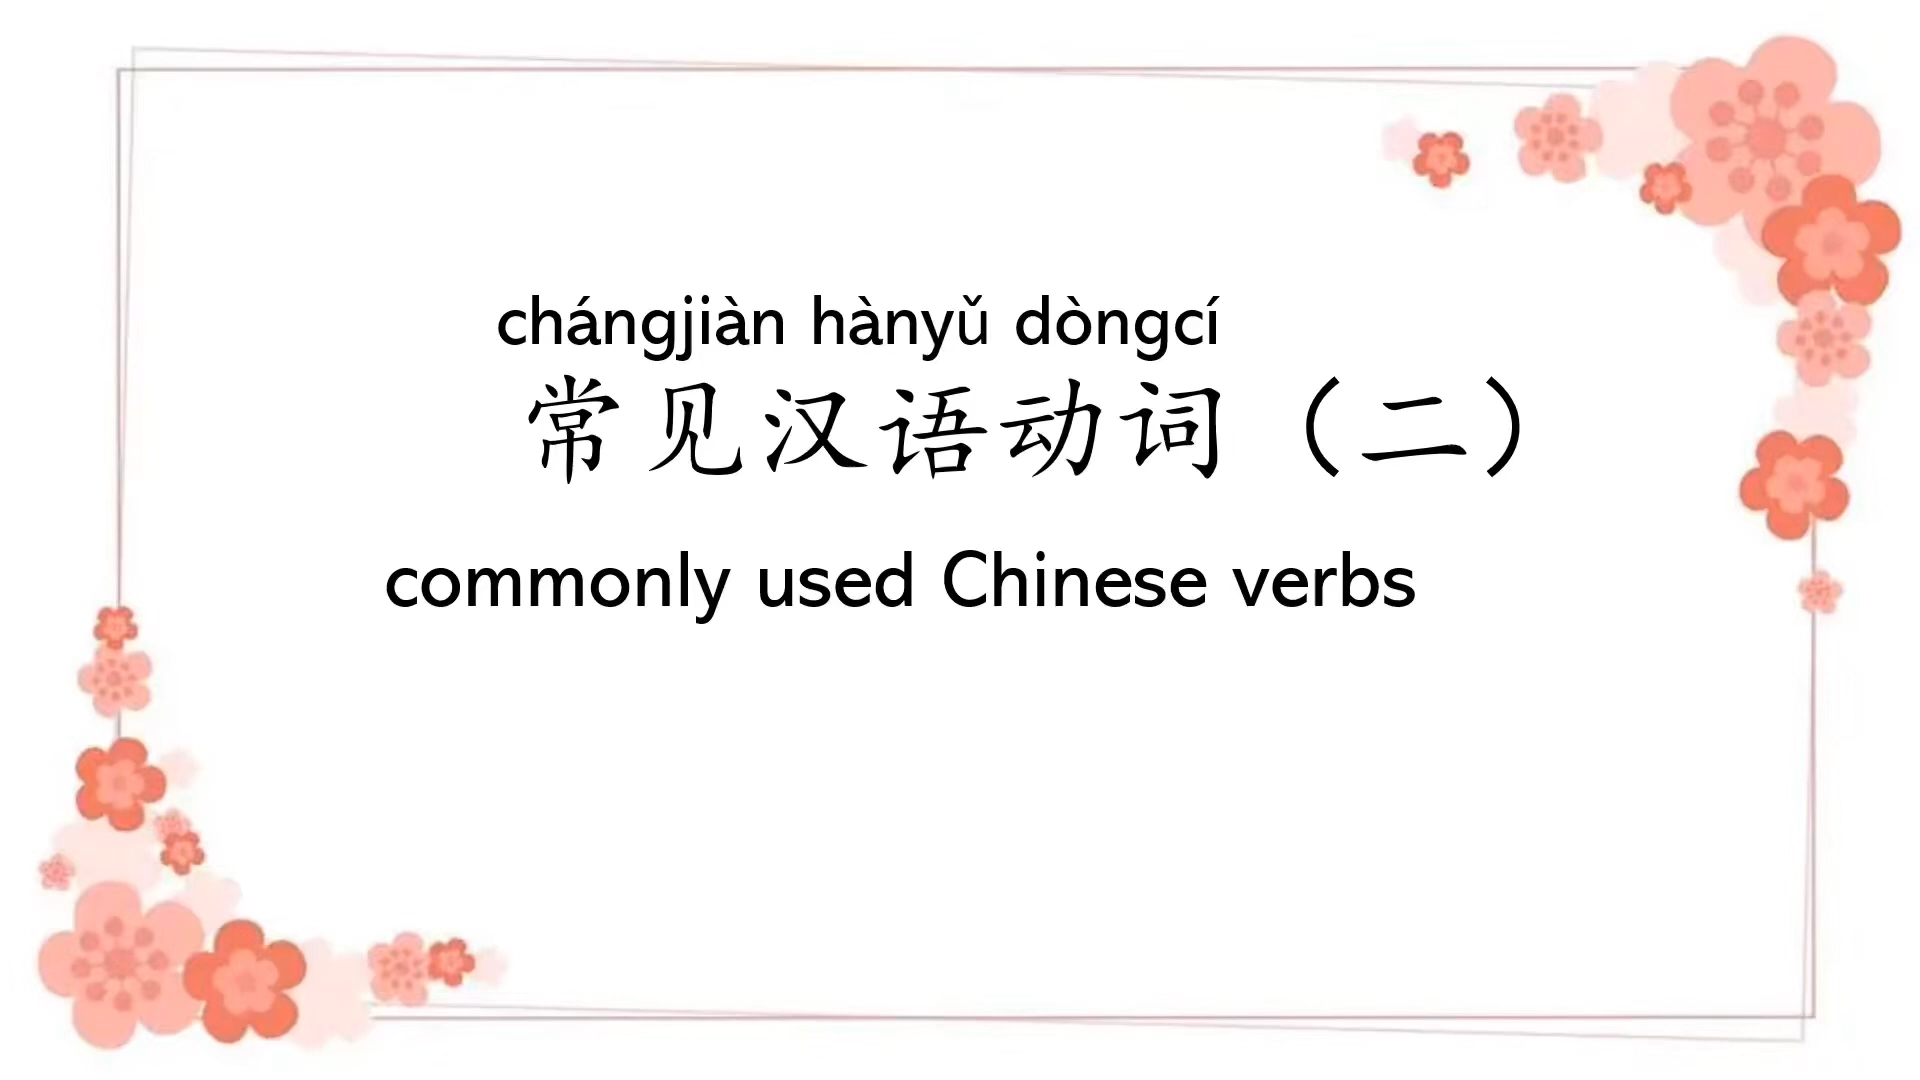 chángjiàn hànyǔ dòngcí
常见汉语动词（二）
commonly used Chinese verbs